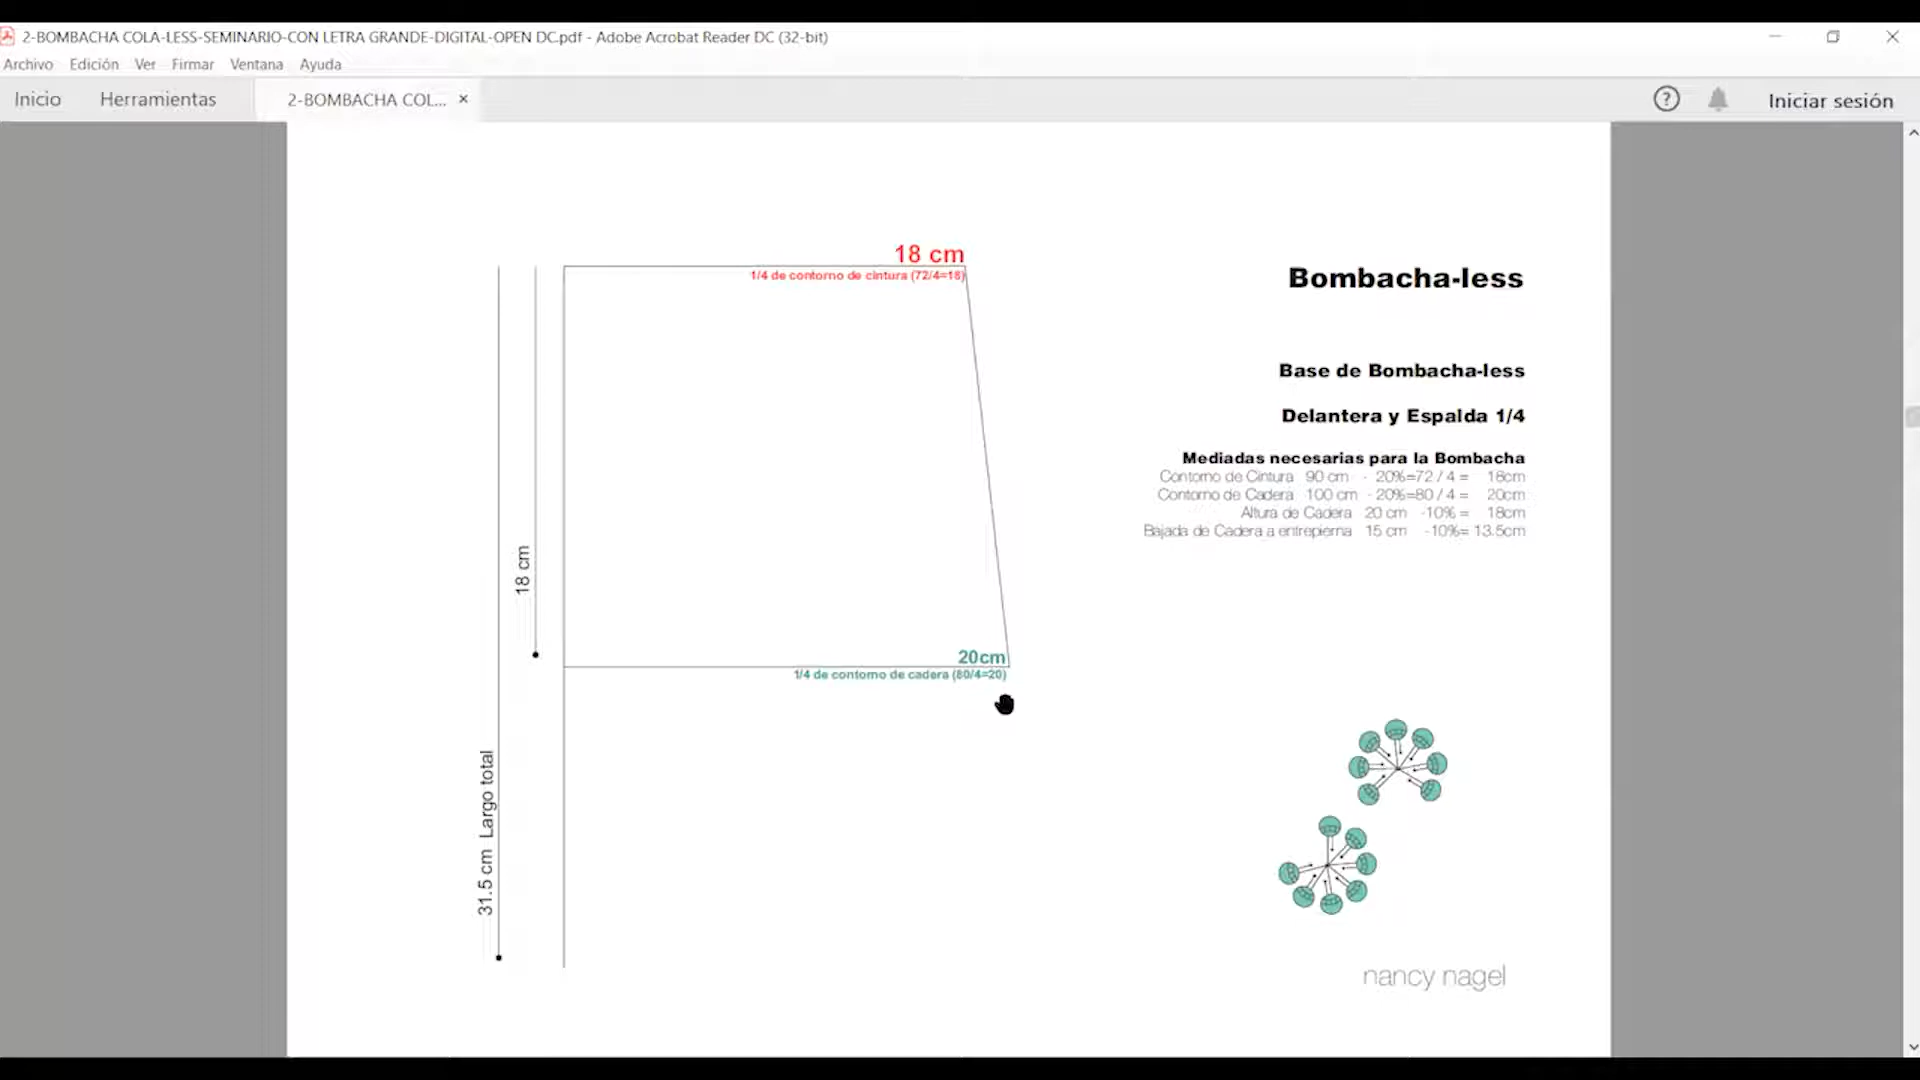 2-BOMBACHA COLA-LESS-SEMINARIO-CON LETRA GRANDE-DIGITAL-OPEN DC.pdf - Adobe Acrobat Reader DC (32-bit)
Archivo Edición Ver Firmar Ventana Ayuda
Inicio Herramientas 2-BOMBACHA COL... × Iniciar sesión
18 cm
1/4 de contorno de cintura (72/4=18)
Bombacha-less
Base de Bombacha-less
Delantera y Espalda 1/4
Mediadas necesarias para la Bombacha
Contorno de Cintura 90 cm - 20%=72 / 4 = 18cm
Contorno de Cadera 100 cm - 20%=80 / 4 = 20cm
Altura de Cadera 20 cm -10% = 18cm
Bajada de Cadera a entrepierna 15 cm -10%= 13.5cm
18 cm
20cm
1/4 de contorno de cadera (80/4=20)
31.5 cm Largo total
nancy nagel